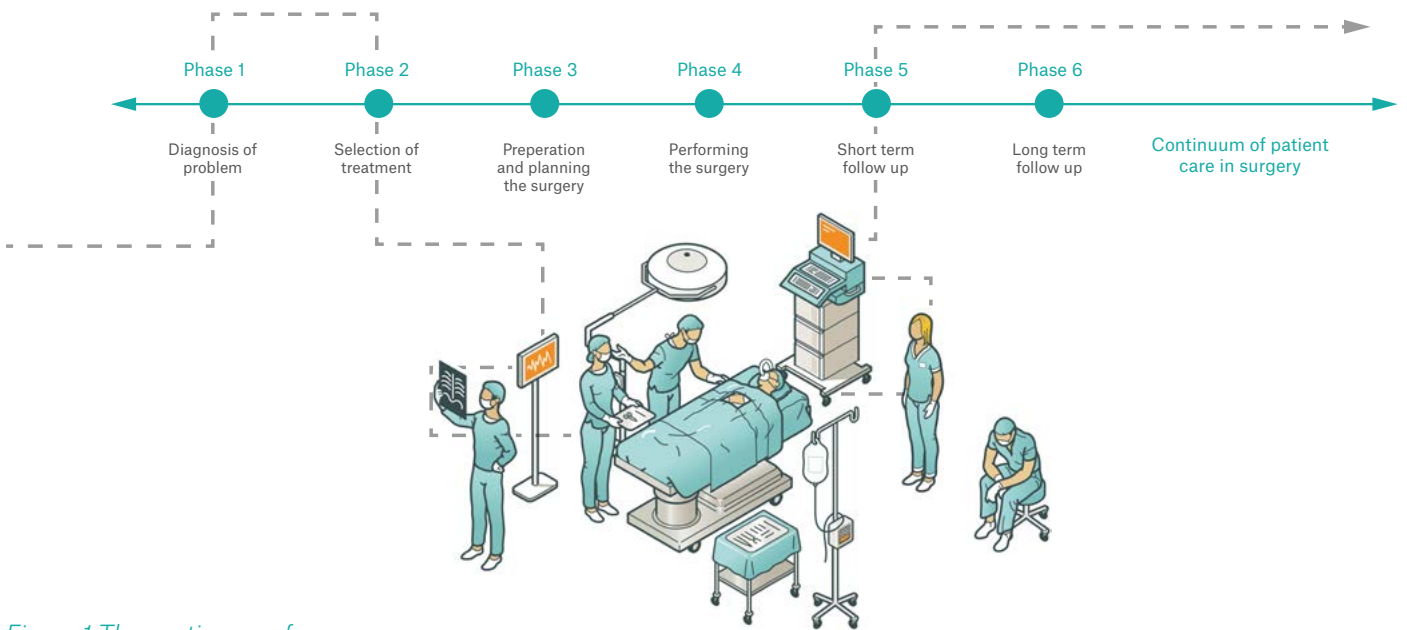 Phase 1
Phase 2
Phase 3
Phase 4
Phase 5
Phase 6
Diagnosis of
problem
Selection of
treatment
Preperation
and planning
the surgery
Performing
the surgery
Short term
follow up
Long term
follow up
Continuum of patient
care in surgery